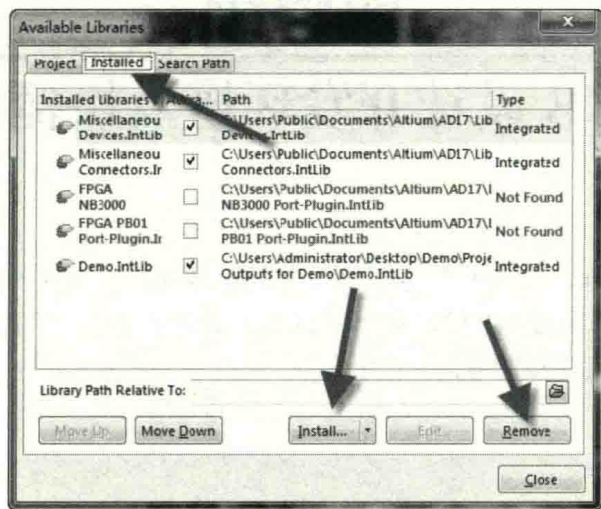 Available Libraries
Project Installed Search Path
Installed Libraries Path Type
Miscellaneou C:\Users\Public\Documents\Altium\AD17\Lib
Devices.IntLib Devices.IntLib Integrated
Miscellaneou C:\Users\Public\Documents\Altium\AD17\Lib
Connectors.Ir Connectors.IntLib Integrated
FPGA C:\Users\Public\Documents\Altium\AD17\l
NB3000 NB3000 Port-Plugin.IntLib Not Found
FPGA PB01 C:\Users\Public\Documents\Altium\AD17\l
Port-Plugin.Ir PB01 Port-Plugin.IntLib Not Found
Demo.IntLib C:\Users\Administrator\Desktop\Demo\Proje
Outputs for Demo\Demo.IntLib Integrated
Library Path Relative To:
Move Up Move Down Install... Edit... Remove
Close